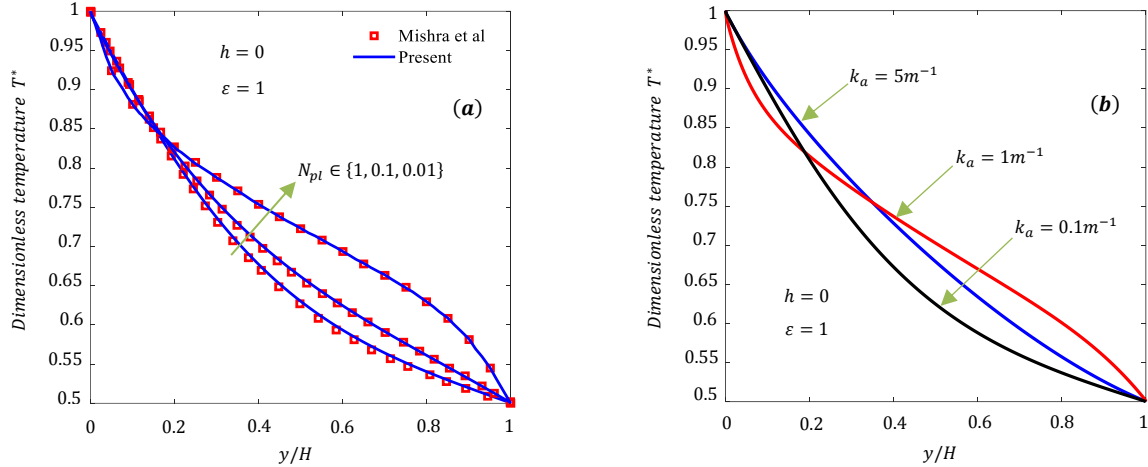 1
0.95
0.9
0.85
0.8
0.75
0.7
0.65
0.6
0.55
0.5
0
0.2
0.4
0.6
0.8
1
Dimensionless temperature T*
y/H
h = 0
ε = 1
Mishra et al
Present
(a)
N_pl ∈ {1, 0.1, 0.01}
1
0.95
0.9
0.85
0.8
0.75
0.7
0.65
0.6
0.55
0.5
0
0.2
0.4
0.6
0.8
1
Dimensionless temperature T*
y/H
k_a = 5m⁻¹
(b)
k_a = 1m⁻¹
k_a = 0.1m⁻¹
h = 0
ε = 1